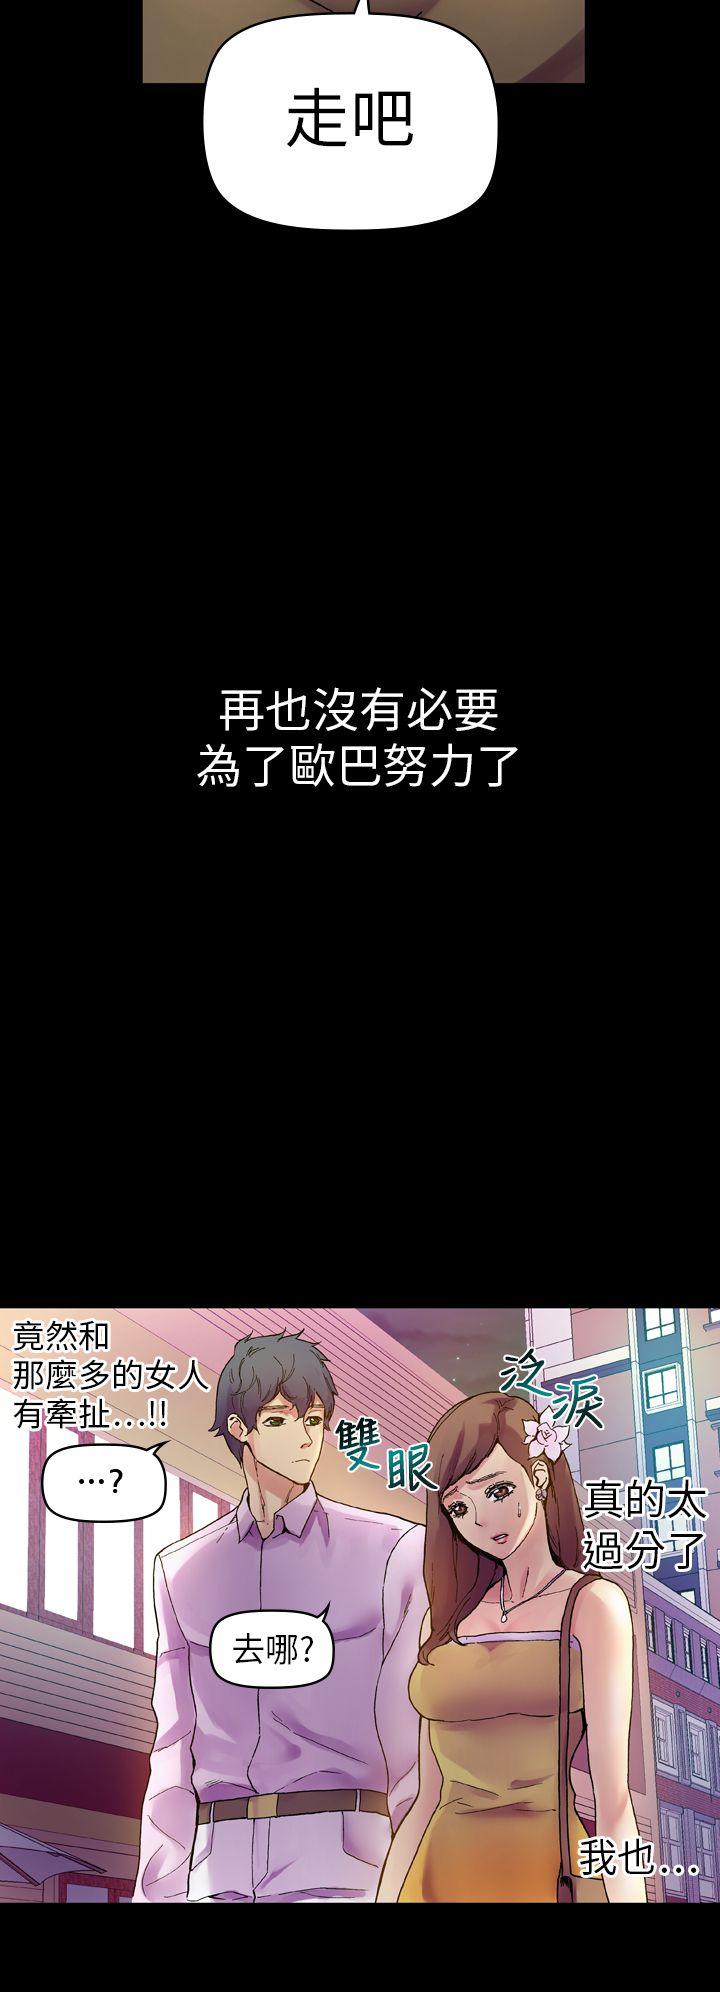 走吧
再也沒有必要
為了歐巴努力了
竟然和
那麼多的女人
有牽扯…!!
…?
雙眼
泛淚
真的太
過分了
去哪?
我也…